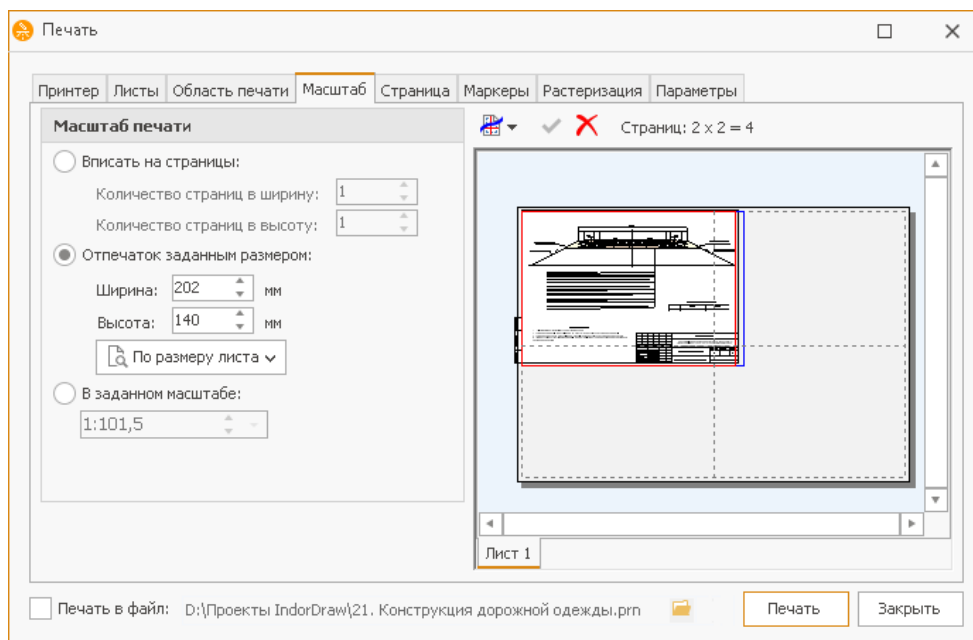 Печать
Принтер Листы Область печати Масштаб Страница Маркеры Растеризация Параметры
Масштаб печати
Страниц: 2 x 2 = 4
Вписать на страницы:
Количество страниц в ширину: 1
Количество страниц в высоту: 1
Отпечаток заданным размером:
Ширина: 202 мм
Высота: 140 мм
По размеру листа
В заданном масштабе:
1:101,5
Лист 1
Печать в файл: D:\Проекты IndorDraw\21. Конструкция дорожной одежды.prn Печать Закрыть